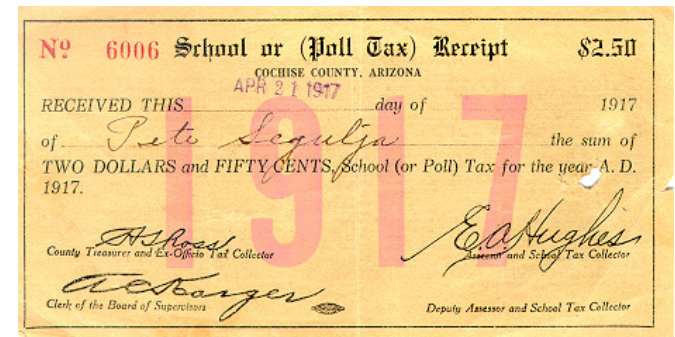 Nº 6006 School or (Poll Tax) Receipt $2.50
COCHISE COUNTY, ARIZONA
APR 21 1917
RECEIVED THIS day of 1917
of Pete Segulja the sum of
TWO DOLLARS and FIFTY CENTS, School (or Poll) Tax for the year A. D.
1917.
1917
H S Ross
County Treasurer and Ex-Officio Tax Collector
E. A. Hughes
Assessor and School Tax Collector
A C Karger
Clerk of the Board of Supervisors
Deputy Assessor and School Tax Collector